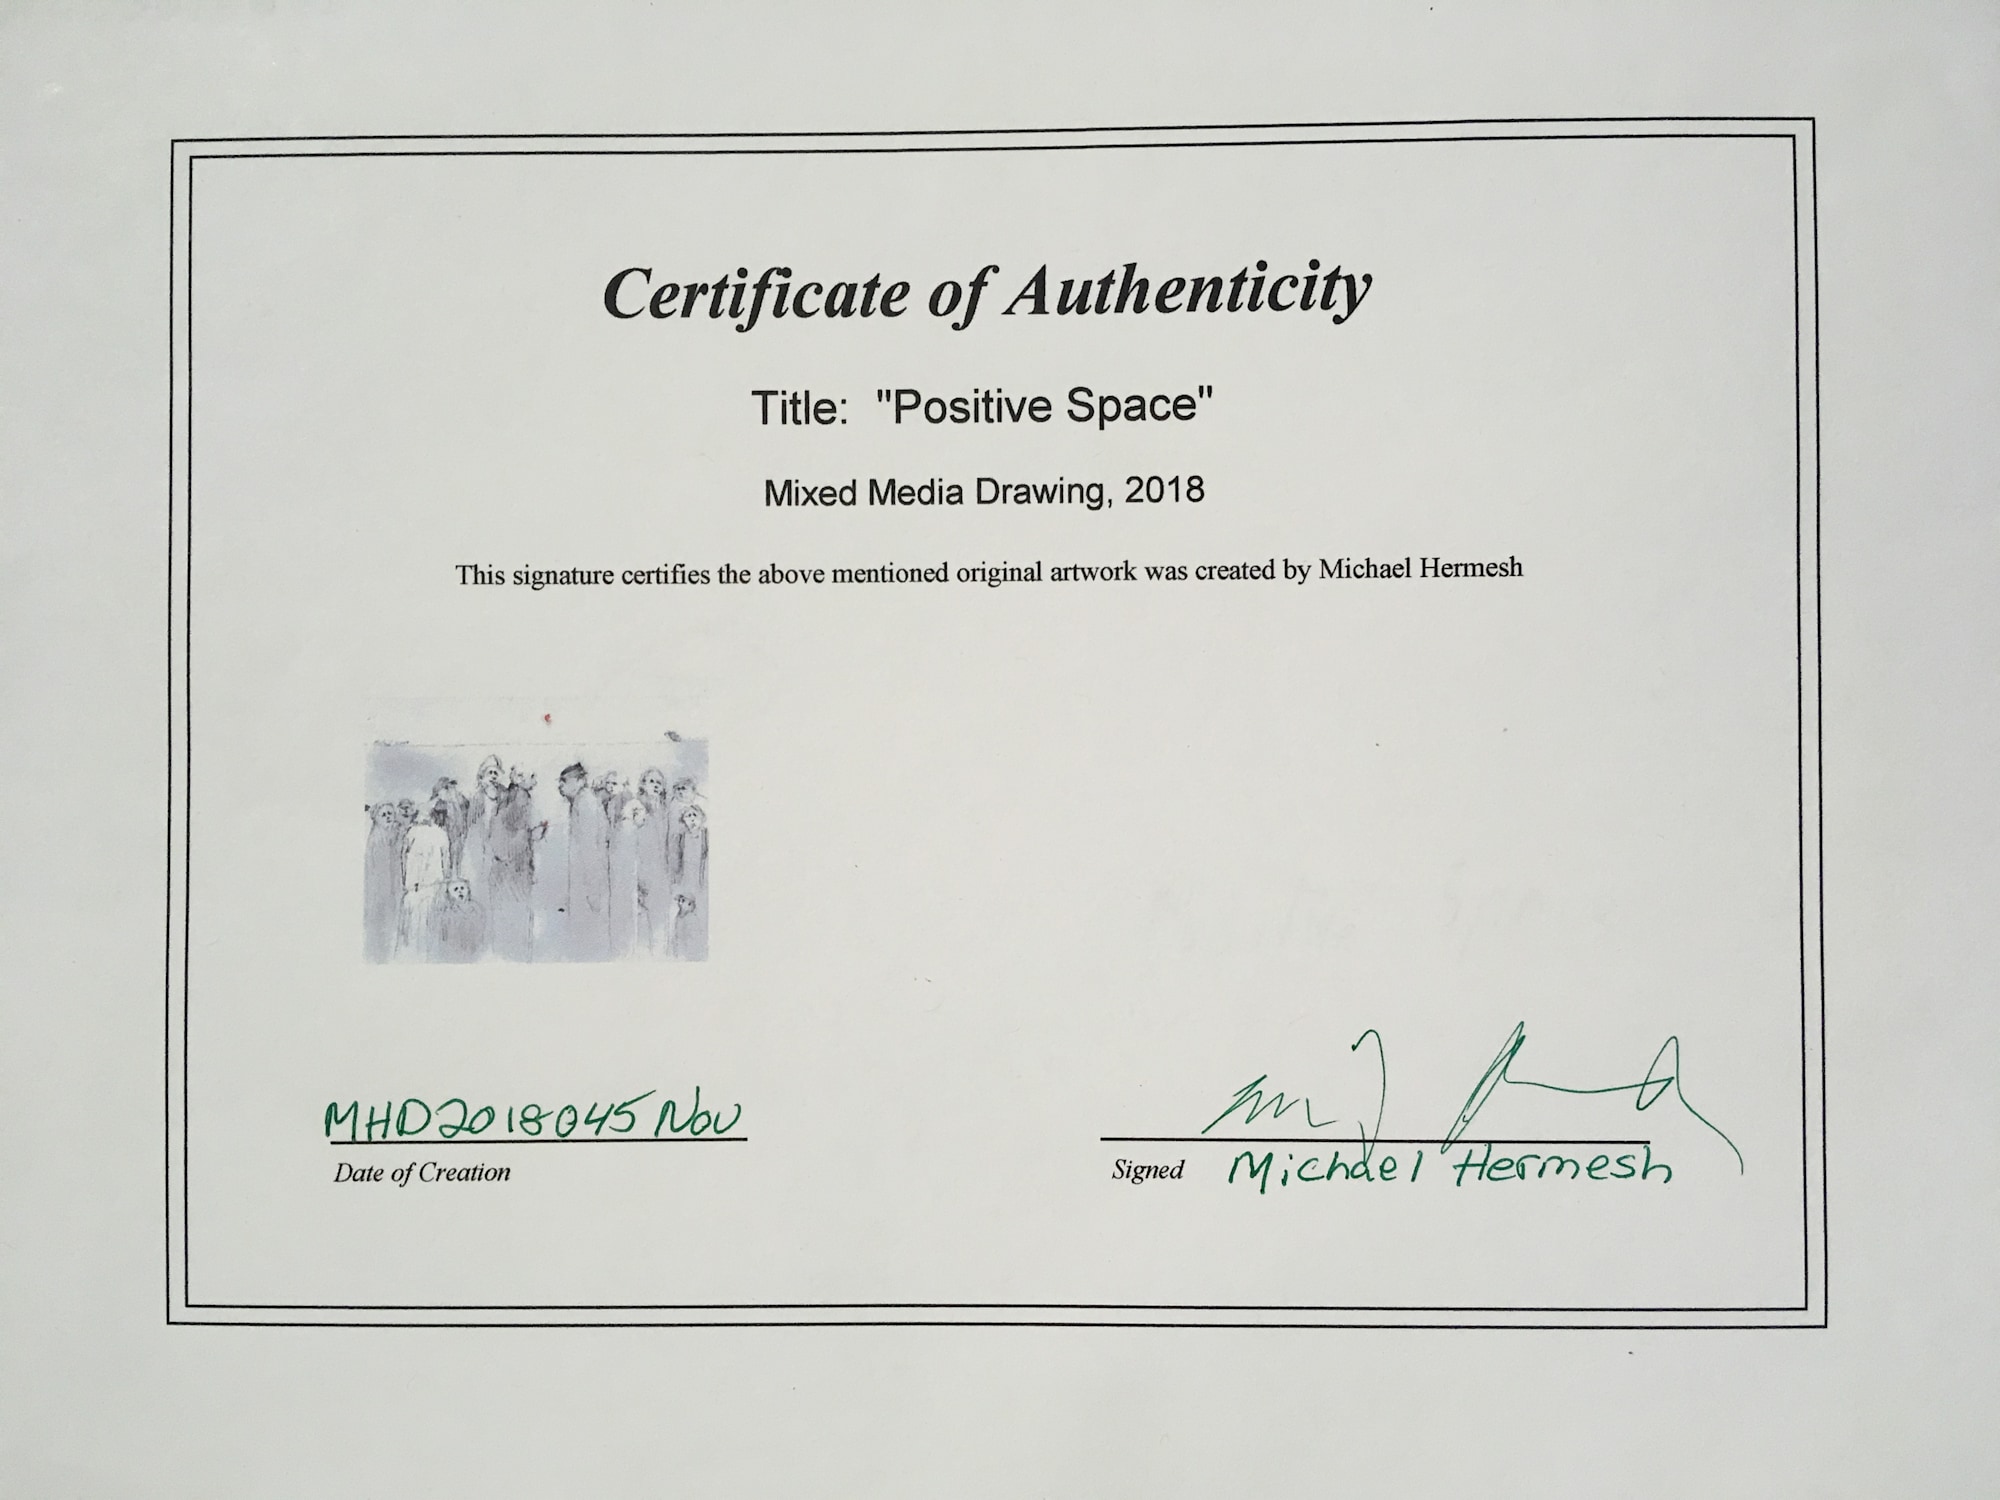 Certificate of Authenticity
Title: "Positive Space"
Mixed Media Drawing, 2018
This signature certifies the above mentioned original artwork was created by Michael Hermesh
MHD2018045 Nov
Date of Creation
Signed Michael Hermesh